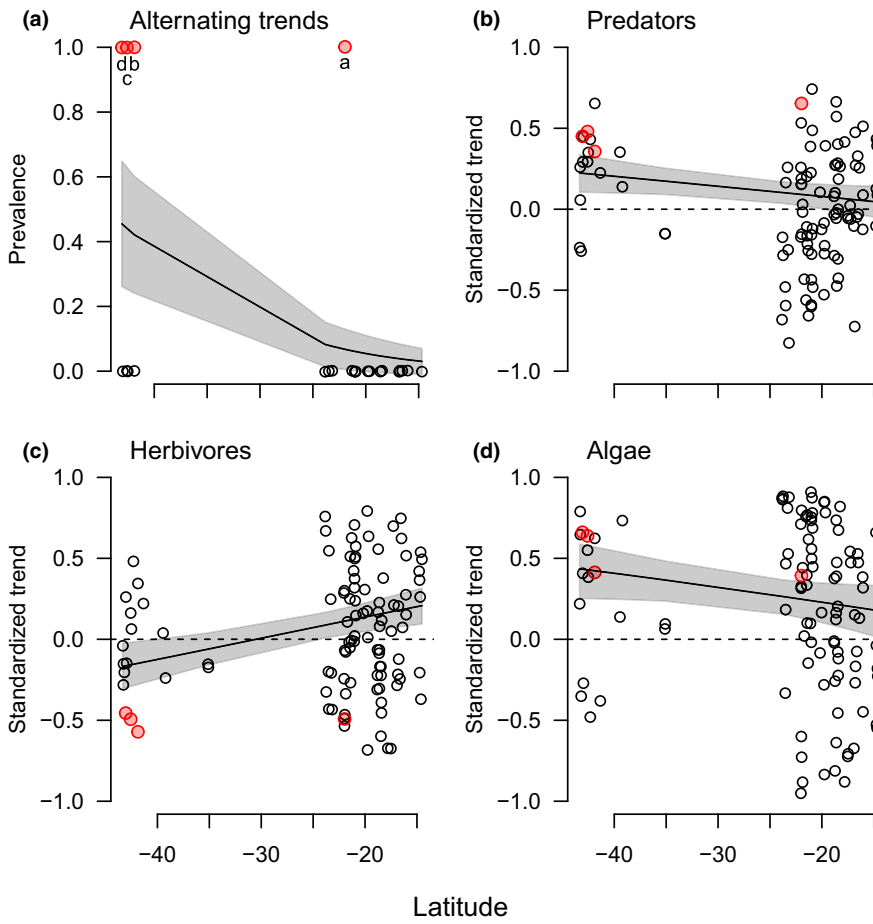 (a) Alternating trends
1.0
0.8
0.6
0.4
0.2
0.0
Prevalence
d b
c
a
(b) Predators
1.0
0.5
0.0
−0.5
−1.0
Standardized trend
(c) Herbivores
1.0
0.5
0.0
−0.5
−1.0
Standardized trend
−40 −30 −20
(d) Algae
1.0
0.5
0.0
−0.5
−1.0
Standardized trend
−40 −30 −20
Latitude